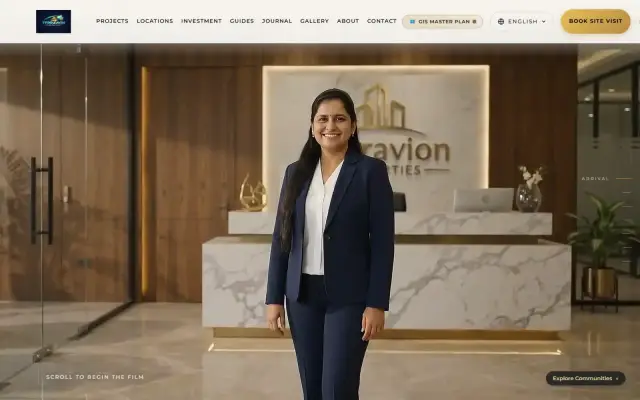 PROJECTS LOCATIONS INVESTMENT GUIDES JOURNAL GALLERY ABOUT CONTACT GIS MASTER PLAN ENGLISH BOOK SITE VISIT
ravion
TIES
ARRIVAL
SCROLL TO BEGIN THE FILM
Explore Communities